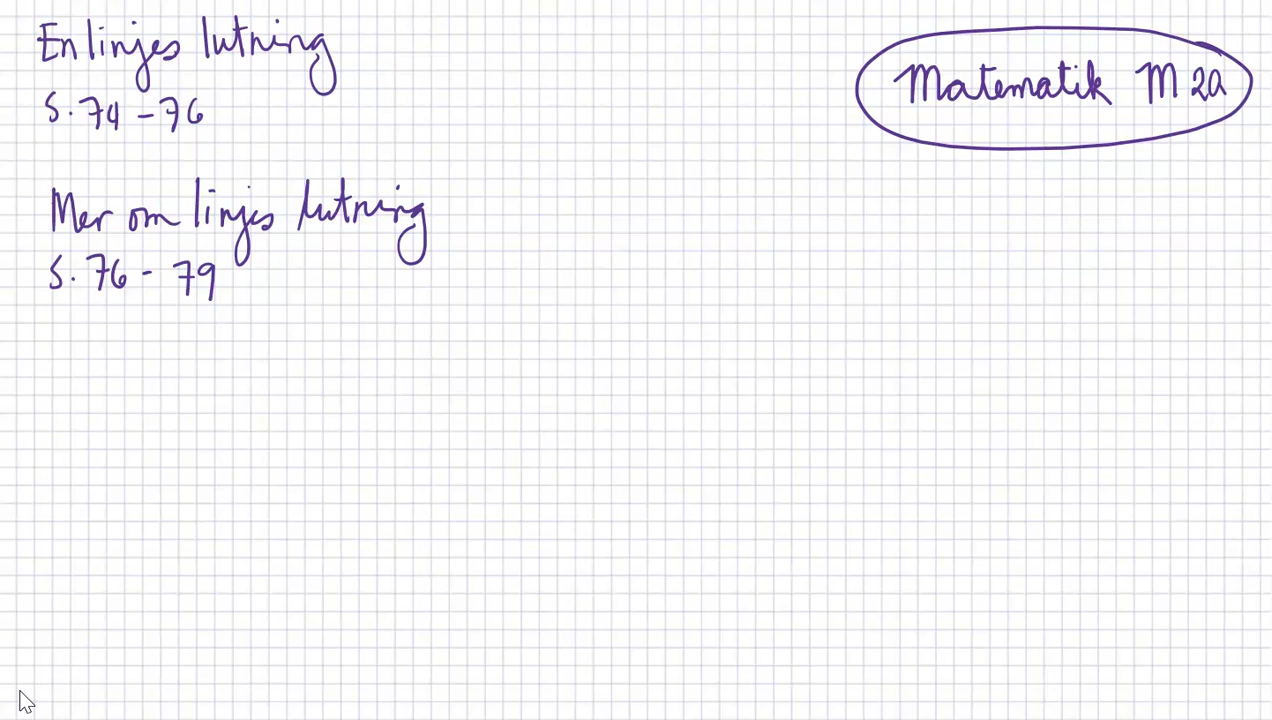 En linjes lutning
s. 74 - 76
Matematik M 2a
Mer om linjes lutning
s. 76 - 79